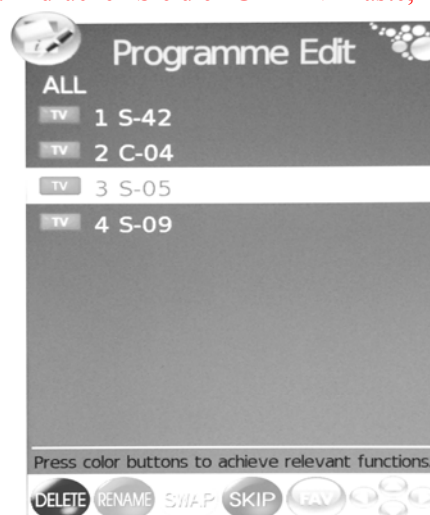 Programme Edit
ALL
TV 1 S-42
TV 2 C-04
TV 3 S-05
TV 4 S-09
Press color buttons to achieve relevant functions.
DELETE RENAME SWAP SKIP FAV